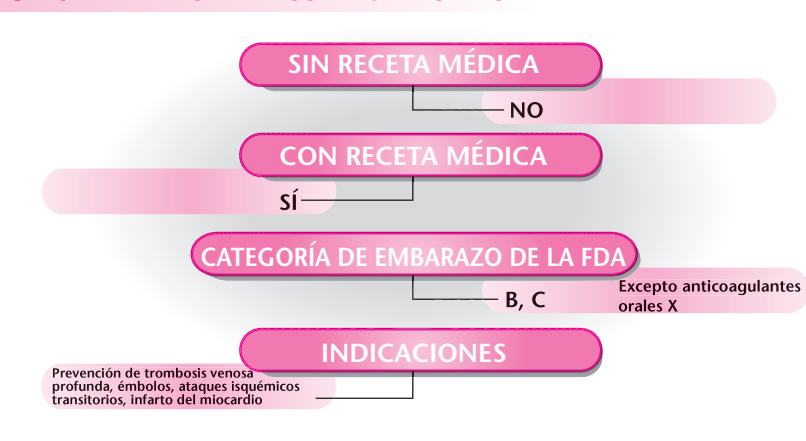 SIN RECETA MÉDICA
NO
CON RECETA MÉDICA
SÍ
CATEGORÍA DE EMBARAZO DE LA FDA
B, C
Excepto anticoagulantes
orales X
INDICACIONES
Prevención de trombosis venosa
profunda, émbolos, ataques isquémicos
transitorios, infarto del miocardio